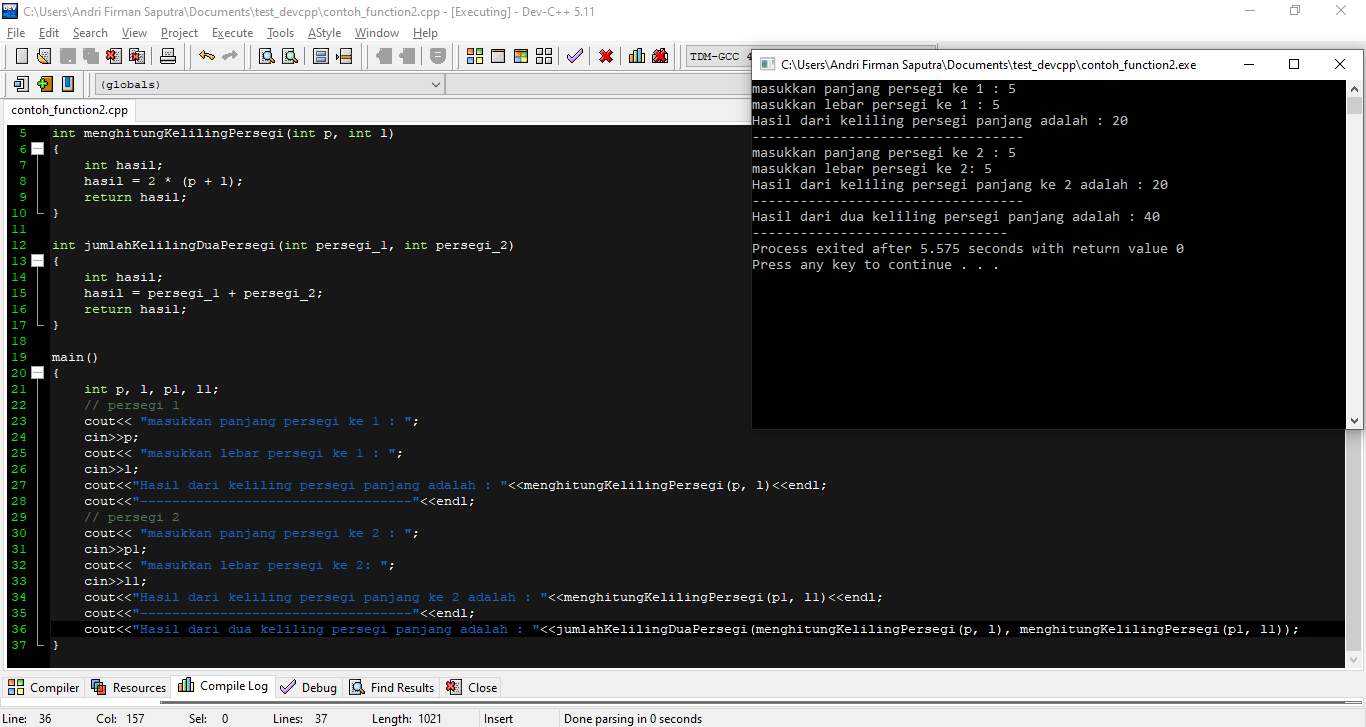 C:\Users\Andri Firman Saputra\Documents\test_devcpp\contoh_function2.cpp - [Executing] - Dev-C++ 5.11
File Edit Search View Project Execute Tools AStyle Window Help
TDM-GCC 4
(globals)
contoh_function2.cpp
5 int menghitungKelilingPersegi(int p, int l)
6 {
7 int hasil;
8 hasil = 2 * (p + l);
9 return hasil;
10 }
11
12 int jumlahKelilingDuaPersegi(int persegi_1, int persegi_2)
13 {
14 int hasil;
15 hasil = persegi_1 + persegi_2;
16 return hasil;
17 }
18
19 main()
20 {
21 int p, l, p1, l1;
22 // persegi 1
23 cout<< "masukkan panjang persegi ke 1 : ";
24 cin>>p;
25 cout<< "masukkan lebar persegi ke 1 : ";
26 cin>>l;
27 cout<<"Hasil dari keliling persegi panjang adalah : "<<menghitungKelilingPersegi(p, l)<<endl;
28 cout<<"----------------------------------"<<endl;
29 // persegi 2
30 cout<< "masukkan panjang persegi ke 2 : ";
31 cin>>p1;
32 cout<< "masukkan lebar persegi ke 2: ";
33 cin>>l1;
34 cout<<"Hasil dari keliling persegi panjang ke 2 adalah : "<<menghitungKelilingPersegi(p1, l1)<<endl;
35 cout<<"----------------------------------"<<endl;
36 cout<<"Hasil dari dua keliling persegi panjang adalah : "<<jumlahKelilingDuaPersegi(menghitungKelilingPersegi(p, l), menghitungKelilingPersegi(p1, l1));
37 }
C:\Users\Andri Firman Saputra\Documents\test_devcpp\contoh_function2.exe
masukkan panjang persegi ke 1 : 5
masukkan lebar persegi ke 1 : 5
Hasil dari keliling persegi panjang adalah : 20
----------------------------------
masukkan panjang persegi ke 2 : 5
masukkan lebar persegi ke 2: 5
Hasil dari keliling persegi panjang ke 2 adalah : 20
----------------------------------
Hasil dari dua keliling persegi panjang adalah : 40
--------------------------------
Process exited after 5.575 seconds with return value 0
Press any key to continue . . .
Compiler Resources Compile Log Debug Find Results Close
Line: 36 Col: 157 Sel: 0 Lines: 37 Length: 1021 Insert Done parsing in 0 seconds